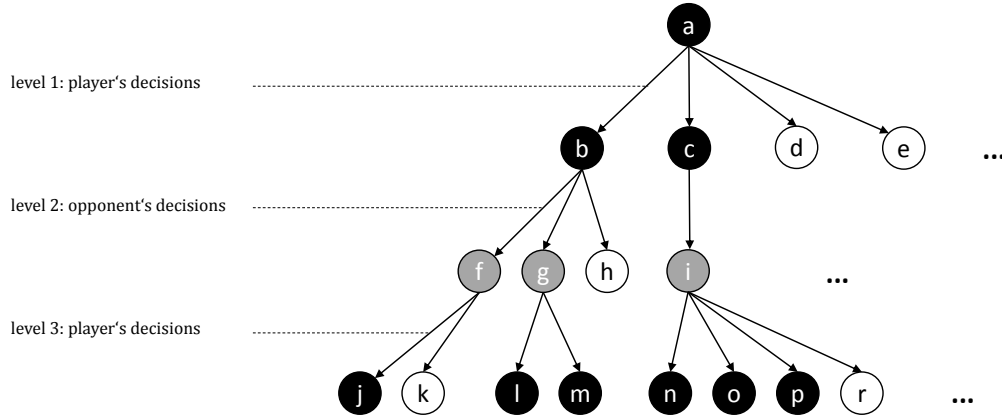 a
level 1: player‘s decisions
b c d e ...
level 2: opponent‘s decisions
f g h i ...
level 3: player‘s decisions
j k l m n o p r ...